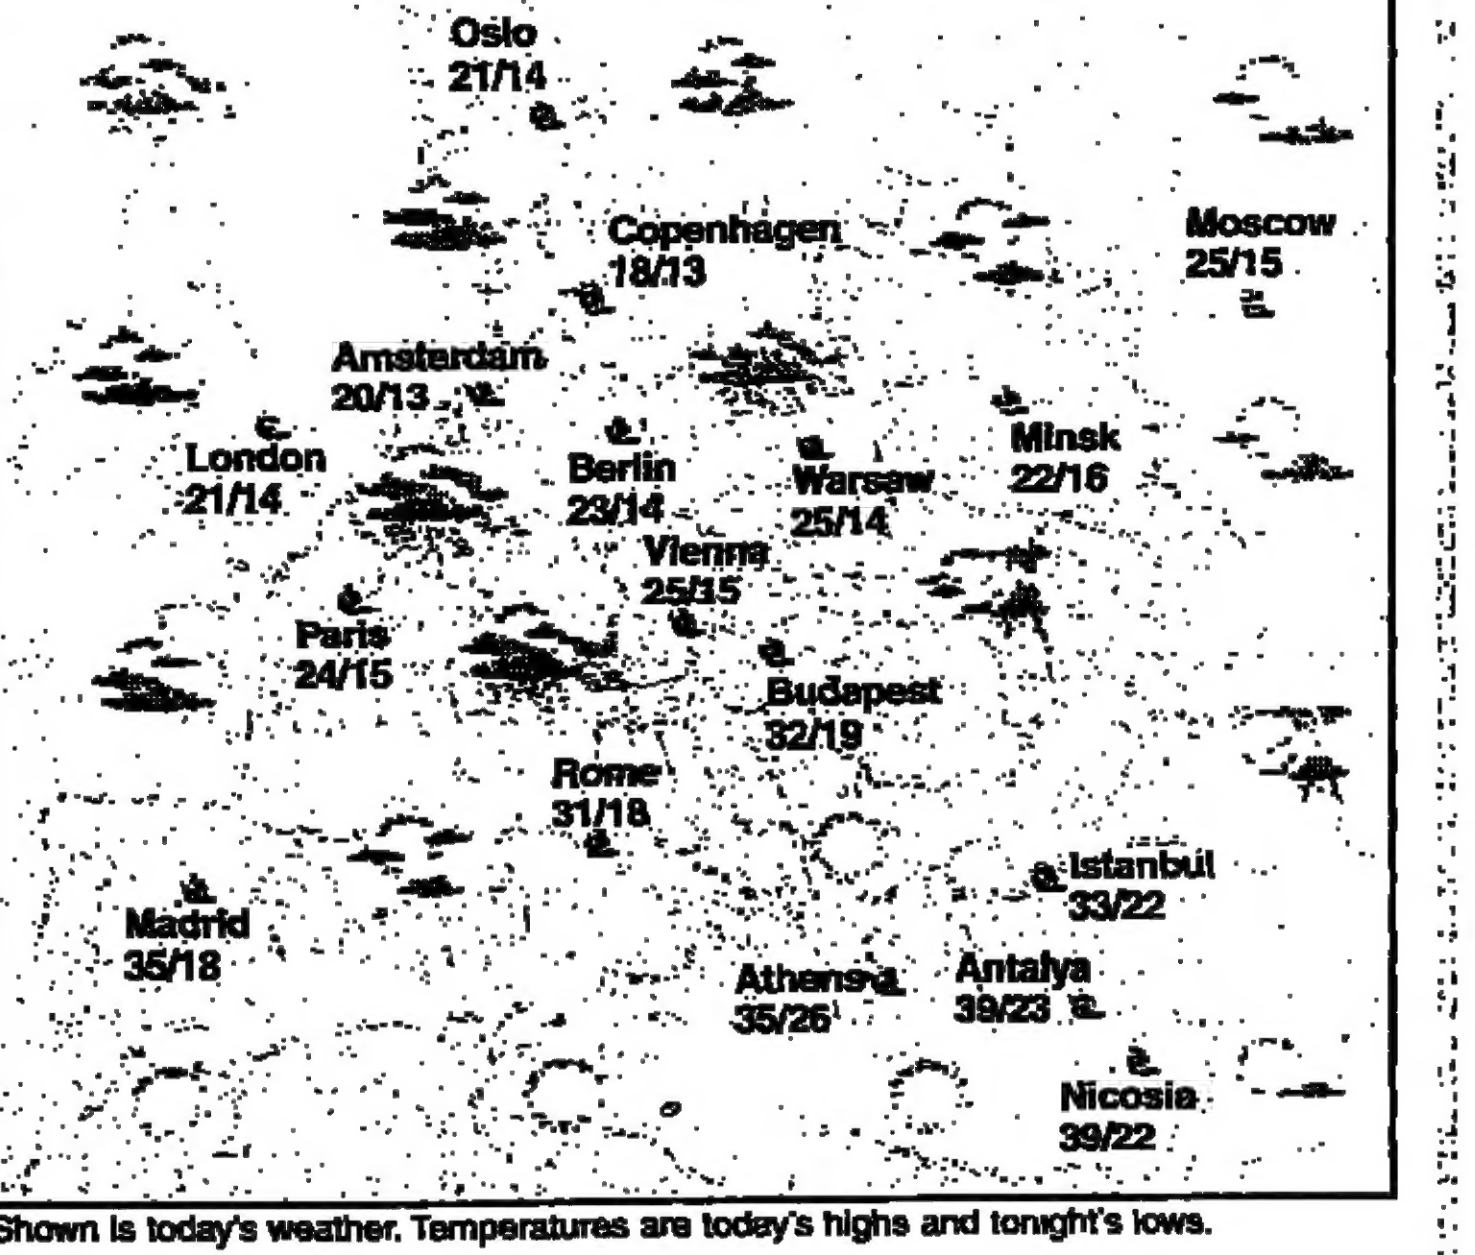 Oslo
21/14
Copenhagen
18/13
Moscow
25/15
Amsterdam
20/13
London
21/14
Berlin
23/14
Warsaw
25/14
Minsk
22/16
Vienna
25/15
Paris
24/15
Budapest
32/19
Rome
31/18
Istanbul
33/22
Madrid
35/18
Athens
35/26
Antalya
39/23
Nicosia
39/22
Shown is today's weather. Temperatures are today's highs and tonight's lows.